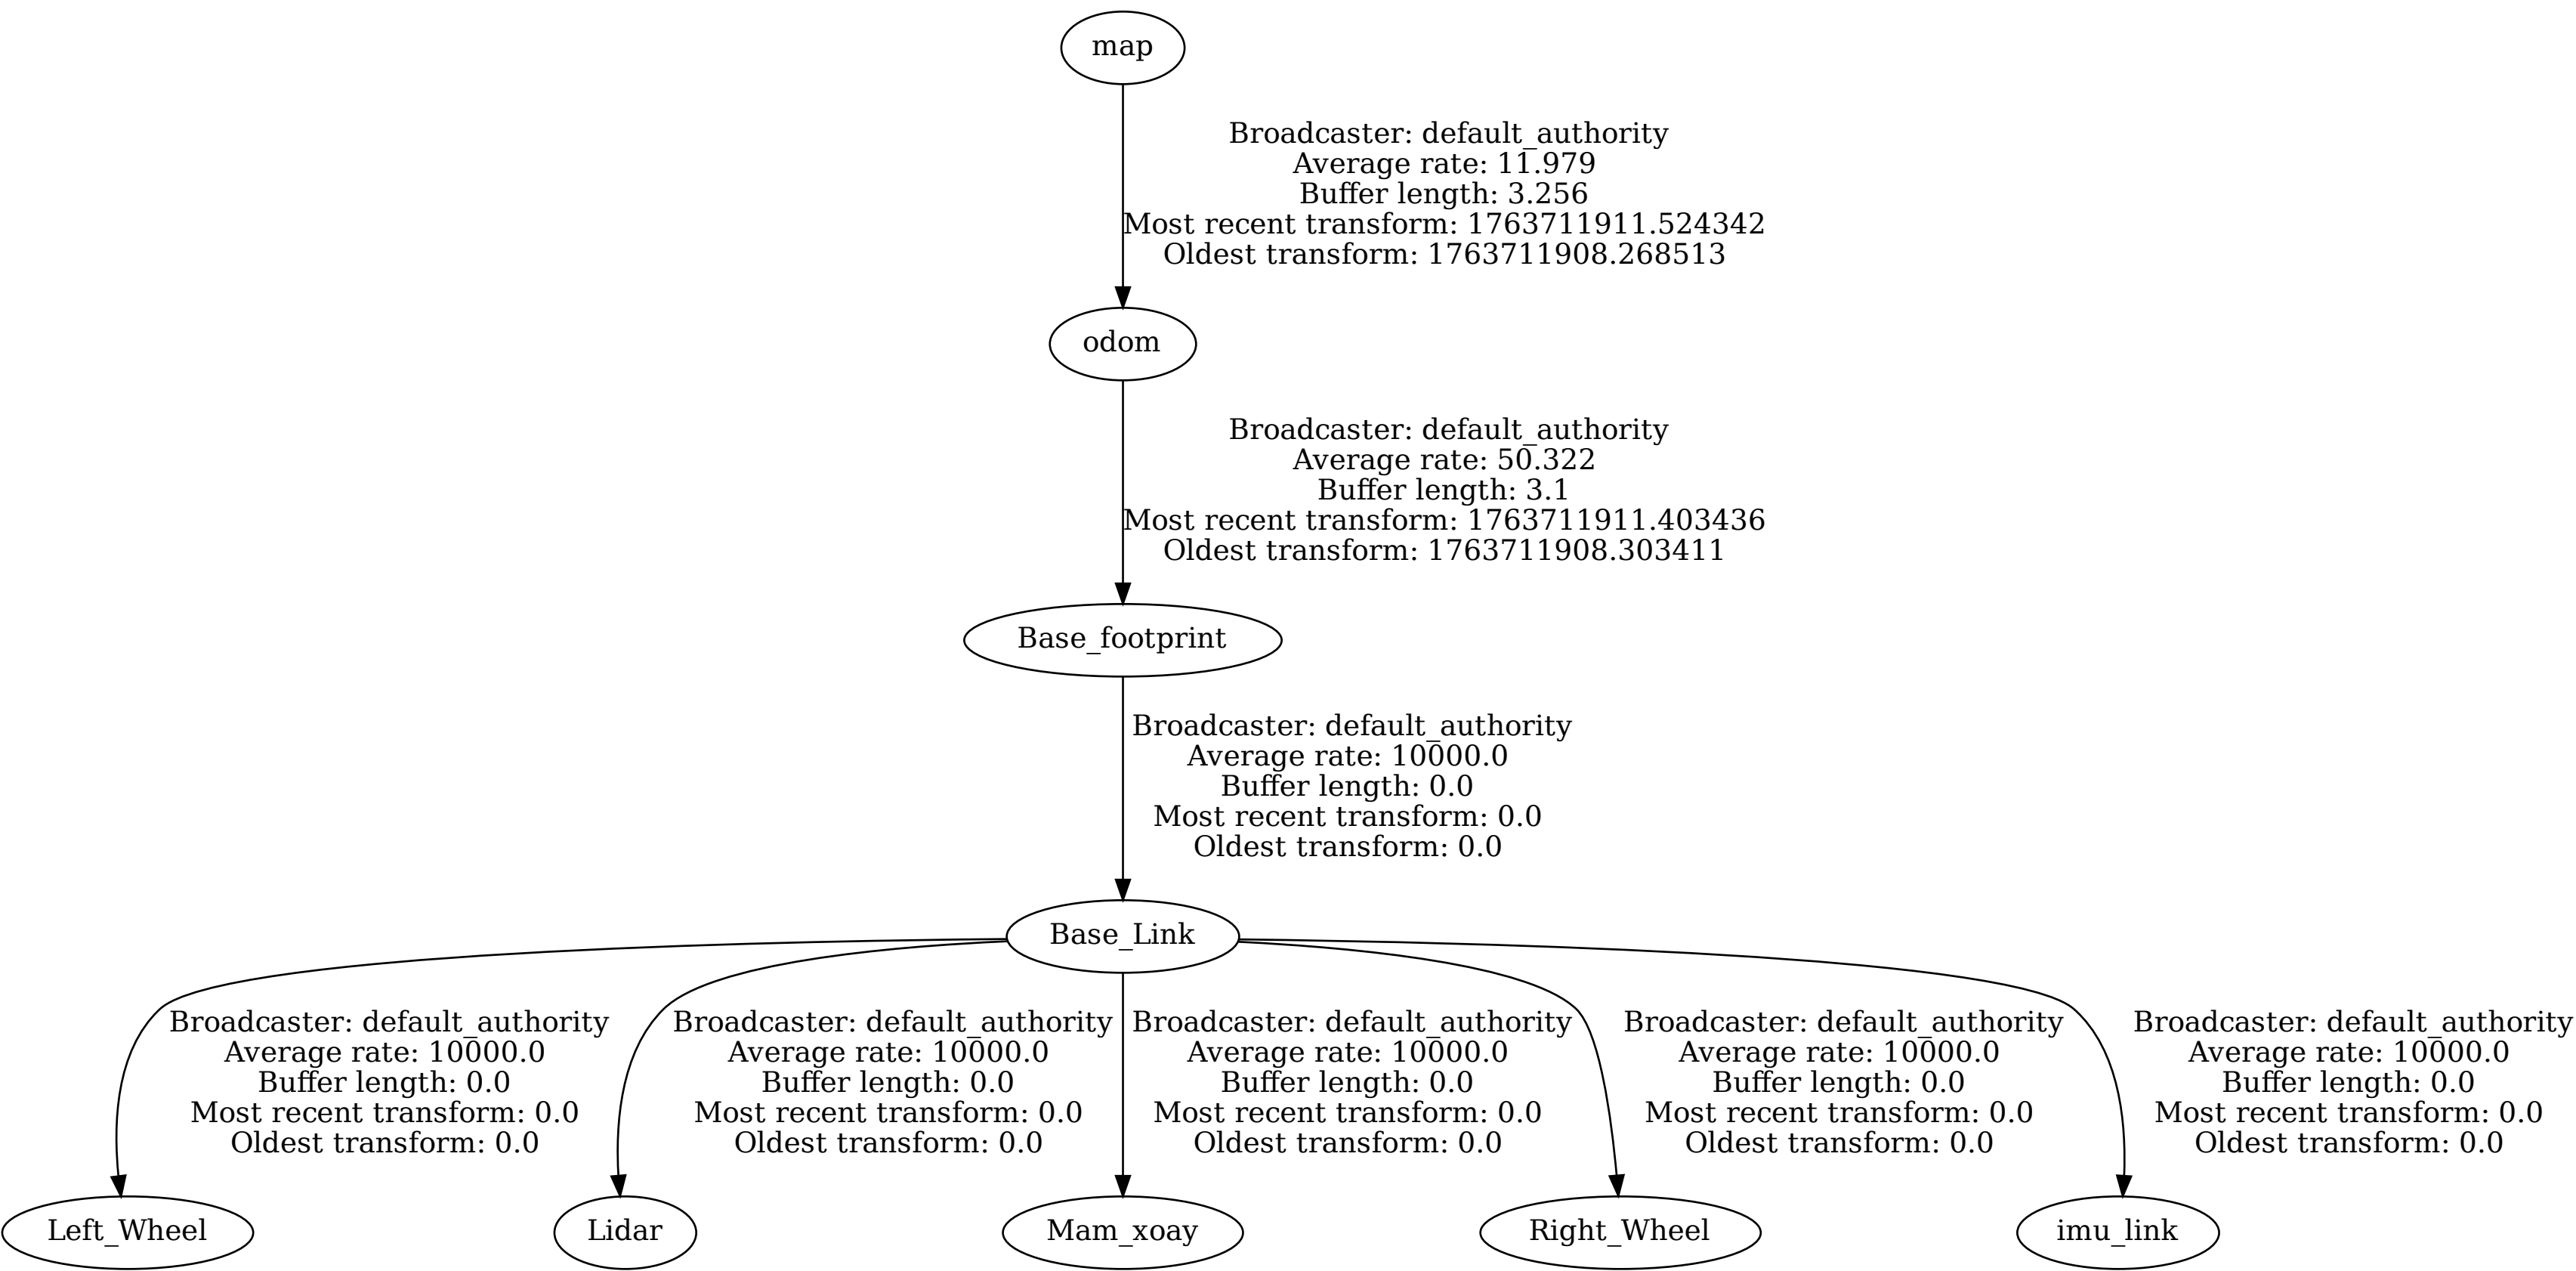 map
Broadcaster: default_authority
Average rate: 11.979
Buffer length: 3.256
Most recent transform: 1763711911.524342
Oldest transform: 1763711908.268513
odom
Broadcaster: default_authority
Average rate: 50.322
Buffer length: 3.1
Most recent transform: 1763711911.403436
Oldest transform: 1763711908.303411
Base_footprint
Broadcaster: default_authority
Average rate: 10000.0
Buffer length: 0.0
Most recent transform: 0.0
Oldest transform: 0.0
Base_Link
Broadcaster: default_authority
Average rate: 10000.0
Buffer length: 0.0
Most recent transform: 0.0
Oldest transform: 0.0
Broadcaster: default_authority
Average rate: 10000.0
Buffer length: 0.0
Most recent transform: 0.0
Oldest transform: 0.0
Broadcaster: default_authority
Average rate: 10000.0
Buffer length: 0.0
Most recent transform: 0.0
Oldest transform: 0.0
Broadcaster: default_authority
Average rate: 10000.0
Buffer length: 0.0
Most recent transform: 0.0
Oldest transform: 0.0
Broadcaster: default_authority
Average rate: 10000.0
Buffer length: 0.0
Most recent transform: 0.0
Oldest transform: 0.0
Left_Wheel
Lidar
Mam_xoay
Right_Wheel
imu_link